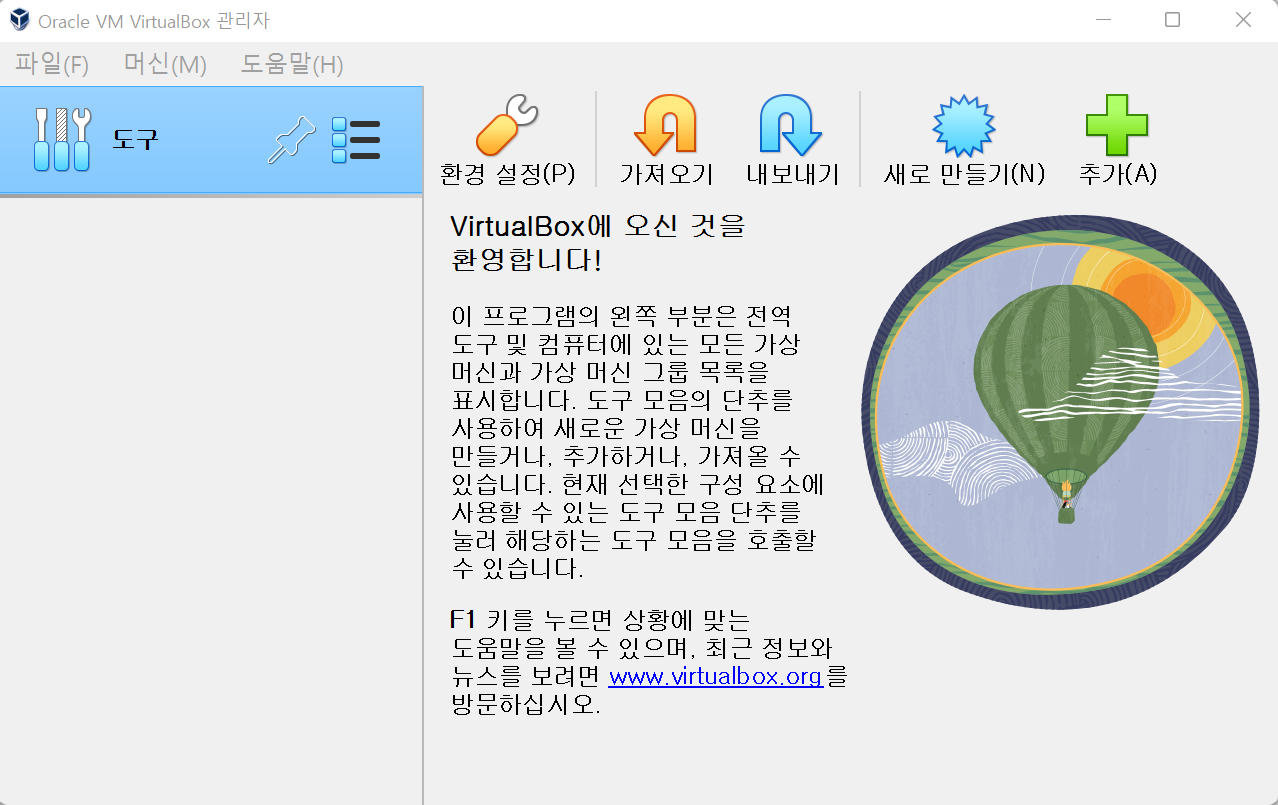 Oracle VM VirtualBox 관리자
파일(F) 머신(M) 도움말(H)
도구
환경 설정(P) 가져오기 내보내기 새로 만들기(N) 추가(A)
VirtualBox에 오신 것을
환영합니다!
이 프로그램의 왼쪽 부분은 전역
도구 및 컴퓨터에 있는 모든 가상
머신과 가상 머신 그룹 목록을
표시합니다. 도구 모음의 단추를
사용하여 새로운 가상 머신을
만들거나, 추가하거나, 가져올 수
있습니다. 현재 선택한 구성 요소에
사용할 수 있는 도구 모음 단추를
눌러 해당하는 도구 모음을 호출할
수 있습니다.
F1 키를 누르면 상황에 맞는
도움말을 볼 수 있으며, 최근 정보와
뉴스를 보려면 www.virtualbox.org를
방문하십시오.